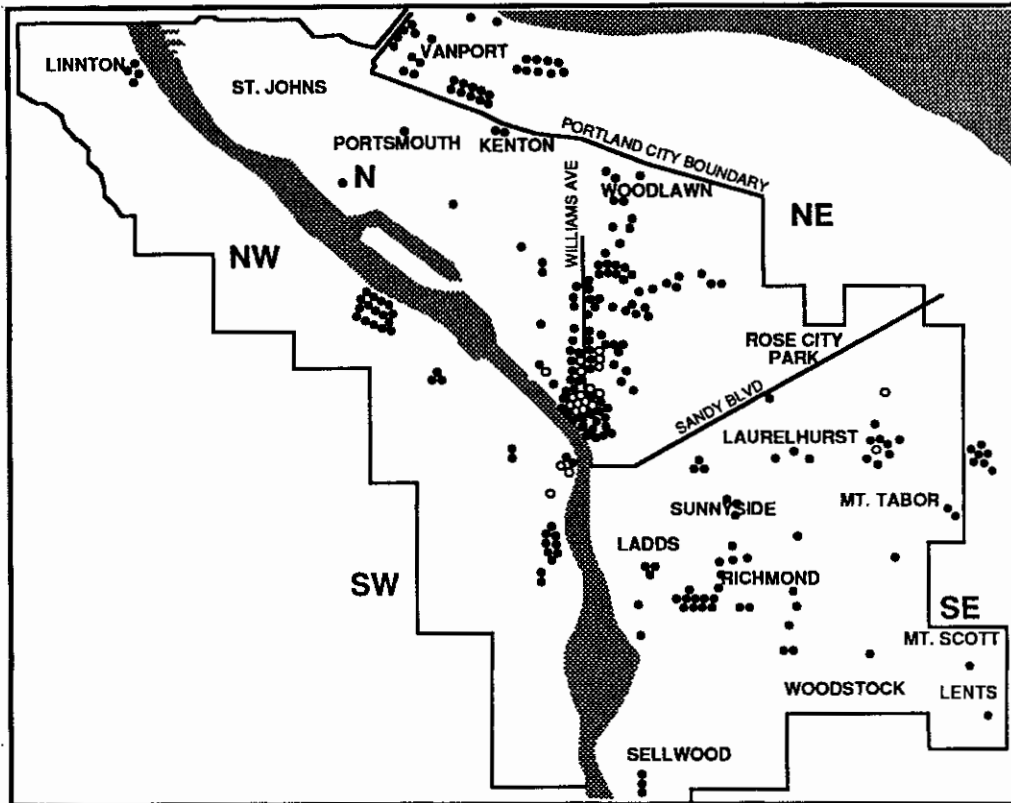 VANPORT
LINNTON
ST. JOHNS
PORTSMOUTH
KENTON
PORTLAND CITY BOUNDARY
N
WOODLAWN
WILLIAMS AVE
NE
NW
ROSE CITY
PARK
SANDY BLVD
LAURELHURST
MT. TABOR
SUNNYSIDE
LADDS
RICHMOND
SW
SE
MT. SCOTT
WOODSTOCK
LENTS
SELLWOOD